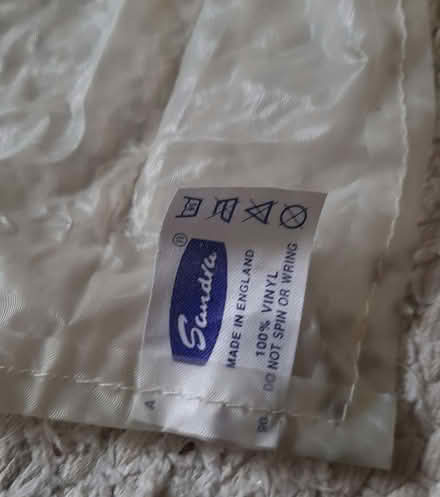 Sandra ®
MADE IN ENGLAND
100% VINYL
DO NOT SPIN OR WRING
A